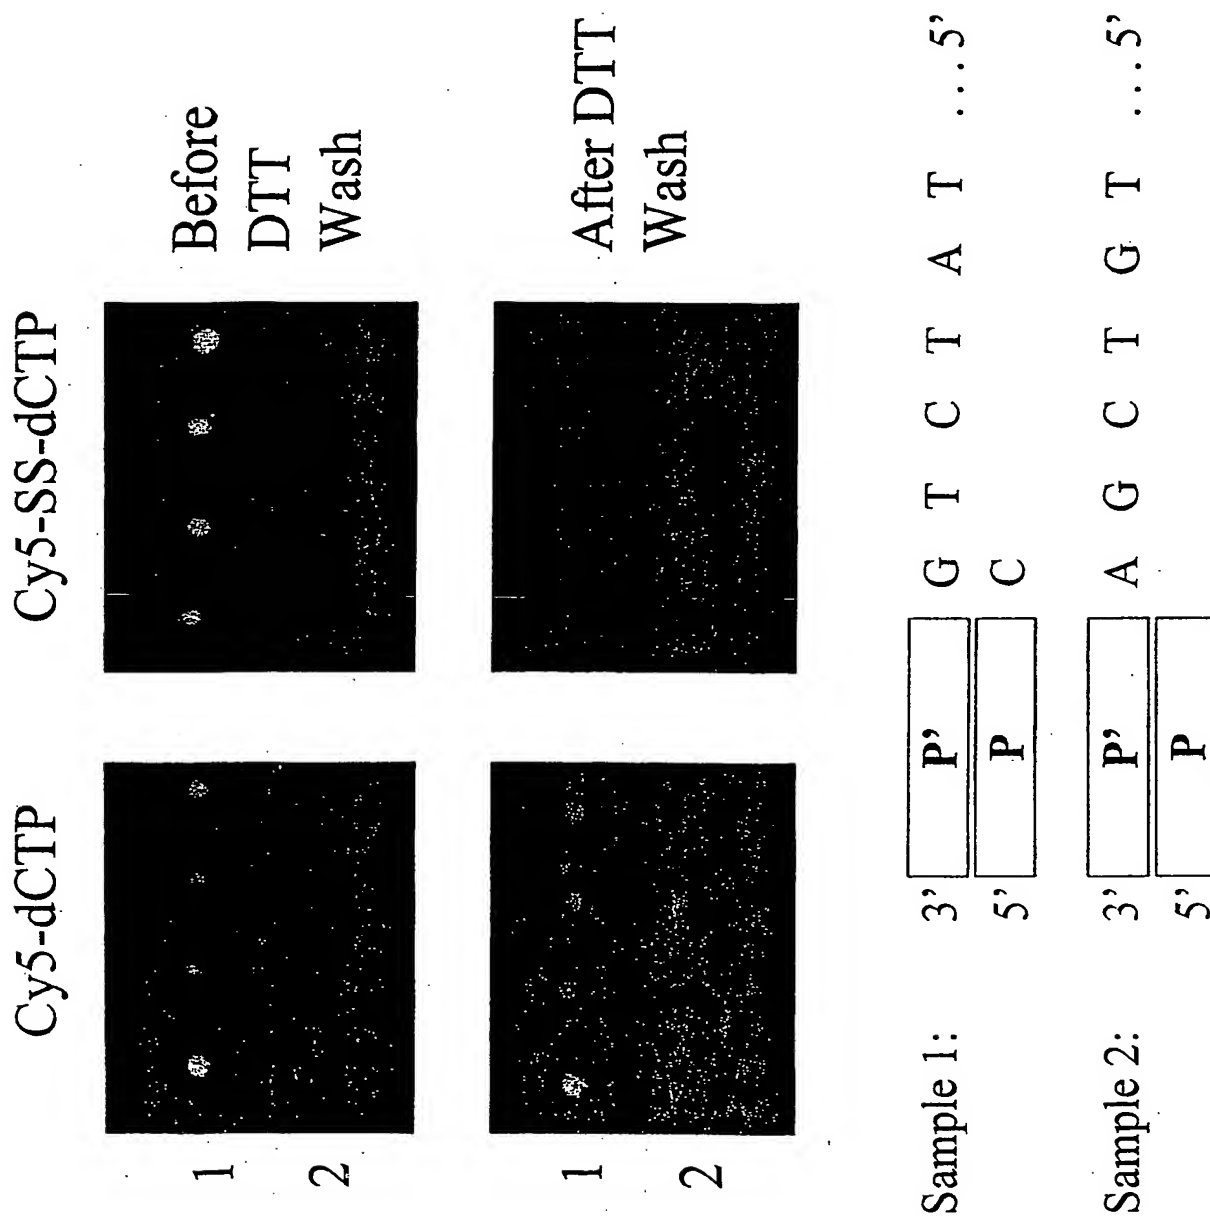 Cy5-dCTP
Cy5-SS-dCTP
1
2
Before
DTT
Wash
1
2
After DTT
Wash
Sample 1:
3' P' G T C T A T ....5'
5' P C
Sample 2:
3' P' A G C T G T ....5'
5' P